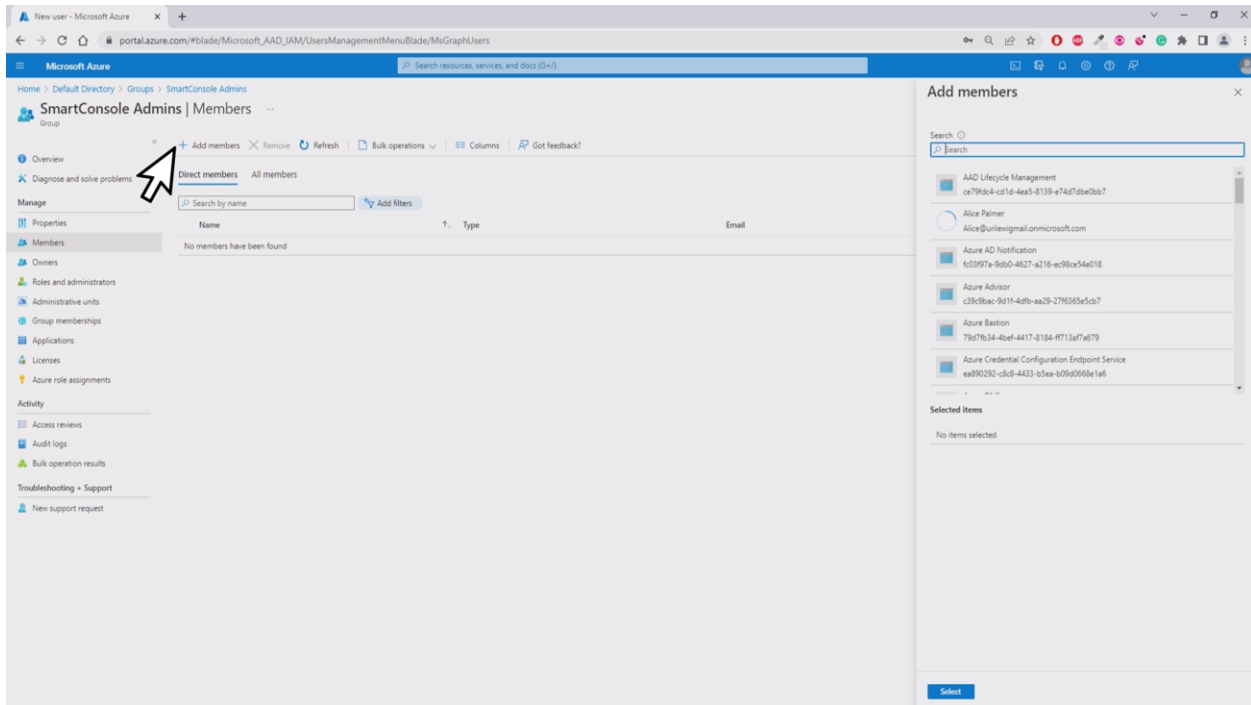 New user - Microsoft Azure
portal.azure.com/#blade/Microsoft_AAD_IAM/UsersManagementMenuBlade/MsGraphUsers
Microsoft Azure
Search resources, services, and docs (G+/)
Home > Default Directory > Groups > SmartConsole Admins
SmartConsole Admins | Members ...
Group
Add members Remove Refresh Bulk operations Columns Got feedback?
Overview
Diagnose and solve problems
Manage
Properties
Members
Owners
Roles and administrators
Administrative units
Group memberships
Applications
Licenses
Azure role assignments
Activity
Access reviews
Audit logs
Bulk operation results
Troubleshooting + Support
New support request
Direct members All members
Search by name Add filters
Name Type Email
No members have been found
Add members
Search
Search
AAD Lifecycle Management
ce79fdc4-cd1d-4ea5-8139-e74d7dbe0bb7
Alice Palmer
Alice@urilewigmail.onmicrosoft.com
Azure AD Notification
fc03f97a-9db0-4627-a216-ec98ce54e018
Azure Advisor
c39c9bac-9d1f-4dfb-aa29-27f6365e5cb7
Azure Bastion
79d7fb34-4bef-4417-8184-ff713af7a679
Azure Credential Configuration Endpoint Service
ea890292-c8c8-4433-b5ea-b09d0668e1a6
Selected items
No items selected
Select